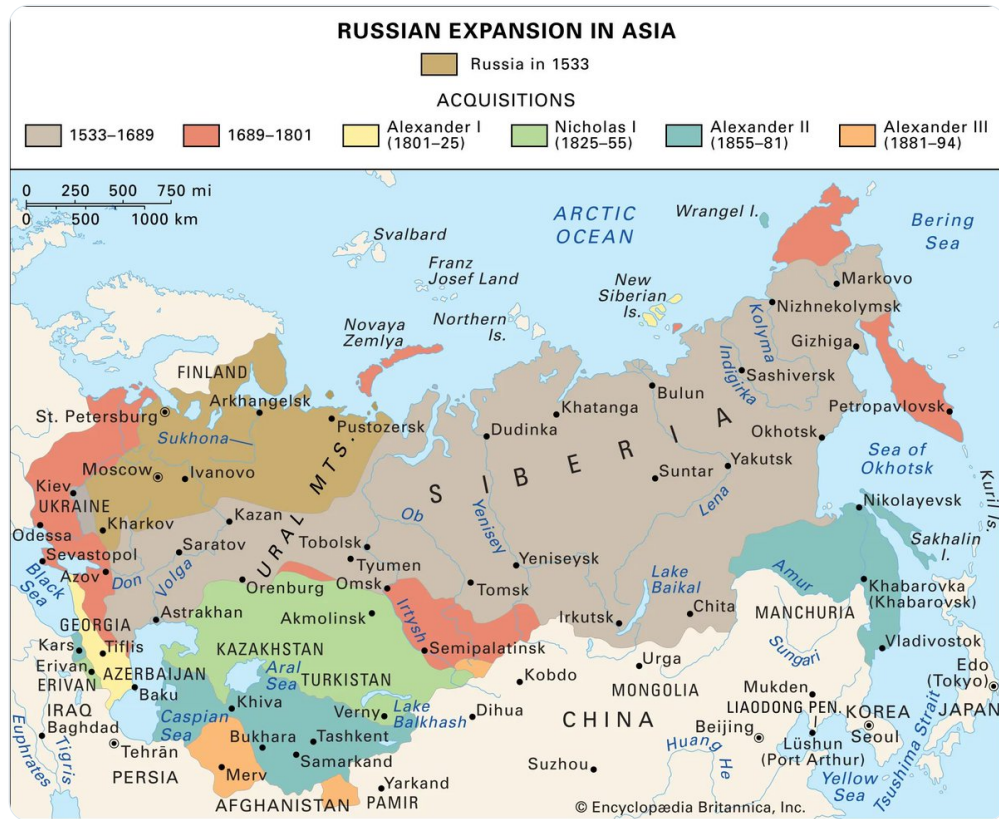 RUSSIAN EXPANSION IN ASIA
Russia in 1533
ACQUISITIONS
1533–1689
1689–1801
Alexander I
(1801–25)
Nicholas I
(1825–55)
Alexander II
(1855–81)
Alexander III
(1881–94)
0 250 500 750 mi
0 500 1000 km
ARCTIC
OCEAN
Wrangel I.
Bering
Sea
Svalbard
Franz
Josef Land
New
Siberian
Is.
Markovo
Nizhnekolymsk
Novaya
Zemlya
Northern
Is.
Kolyma
Gizhiga
Indigirka
Sashiversk
FINLAND
Bulun
St. Petersburg
Arkhangelsk
Khatanga
Petropavlovsk
Pustozersk
Dudinka
Okhotsk
Sukhona
Sea of
Okhotsk
Moscow
Ivanovo
URAL MTS.
SIBERIA
Suntar
Yakutsk
Kuril Is.
Kiev
UKRAINE
Ob
Yenisey
Lena
Nikolayevsk
Kharkov
Kazan
Odessa
Sakhalin
I.
Sevastopol
Saratov
Tobolsk
Yeniseysk
Black
Sea
Azov
Don
Volga
Tyumen
Lake
Baikal
Amur
Orenburg
Omsk
Tomsk
Khabarovka
(Khabarovsk)
Astrakhan
Akmolinsk
Irtysh
Irkutsk
Chita
MANCHURIA
GEORGIA
Kars
Tiflis
KAZAKHSTAN
Semipalatinsk
Sungari
Vladivostok
Erivan
ERIVAN
AZERBAIJAN
Aral
Sea
TURKISTAN
Kobdo
Urga
Edo
(Tokyo)
Baku
MONGOLIA
Mukden
IRAQ
Baghdad
Khiva
Verny
Lake
Balkhash
Dihua
LIAODONG PEN.
KOREA
JAPAN
Caspian
Sea
CHINA
Beijing
Seoul
Euphrates
Tigris
Tehrān
Bukhara
Tashkent
Huang He
Lüshun
(Port Arthur)
Tsushima Strait
PERSIA
Merv
Samarkand
Suzhou
Yellow
Sea
Yarkand
AFGHANISTAN
PAMIR
© Encyclopædia Britannica, Inc.